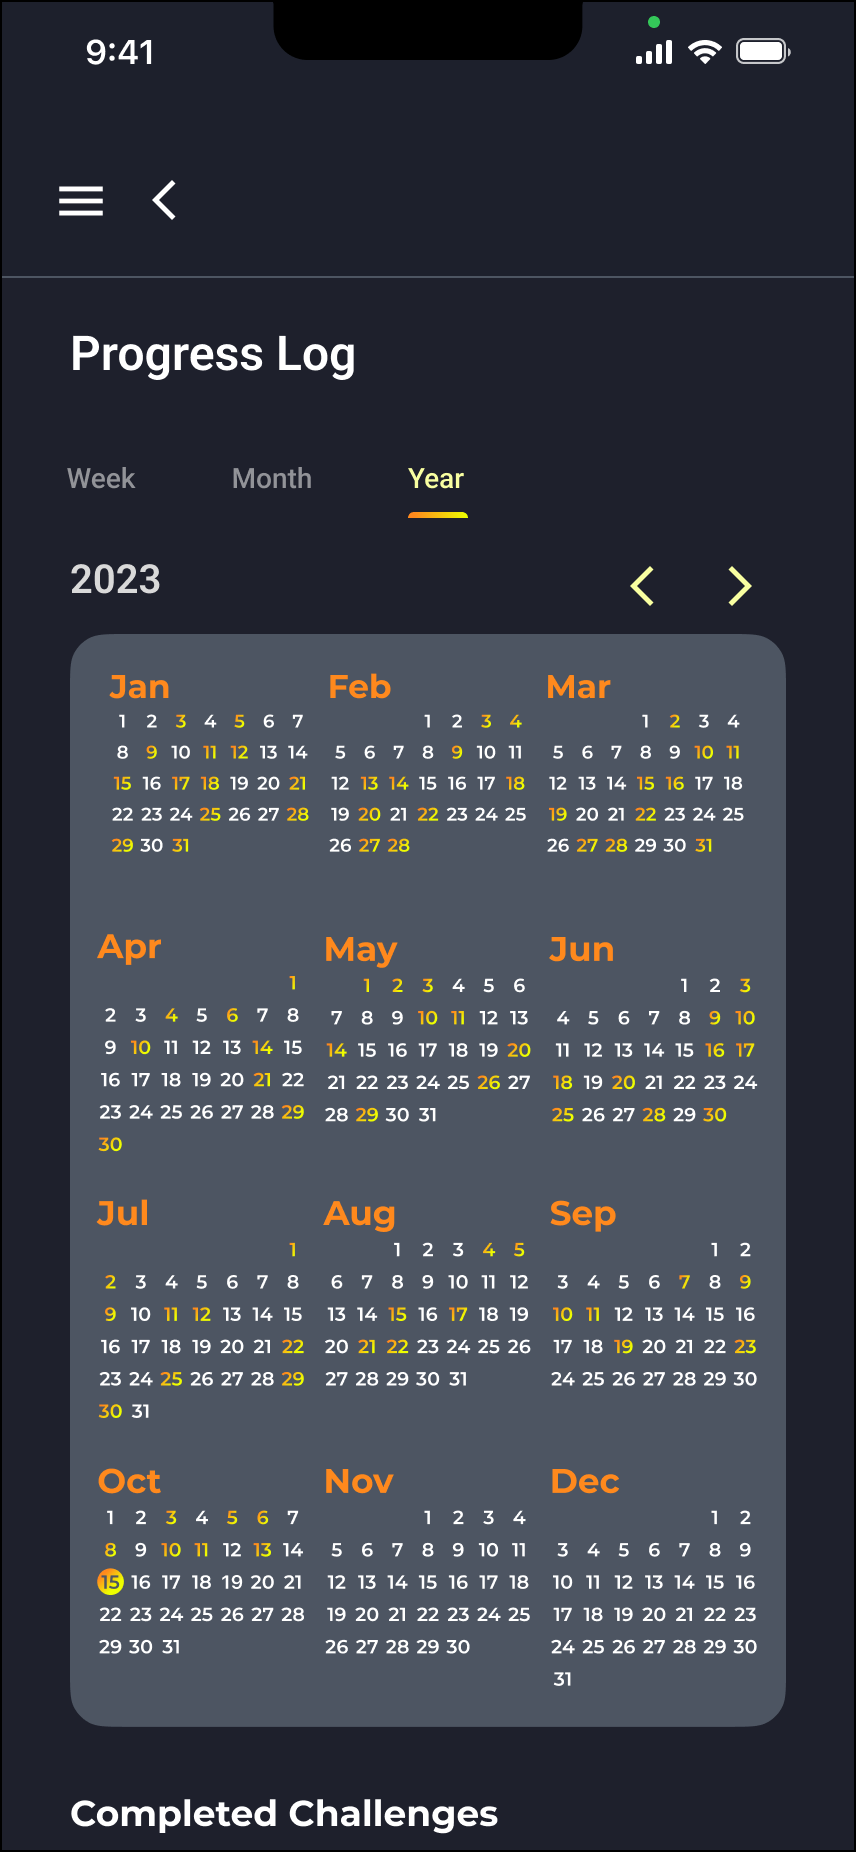 9:41
Progress Log
Week Month Year
2023
Jan
1 2 3 4 5 6 7
8 9 10 11 12 13 14
15 16 17 18 19 20 21
22 23 24 25 26 27 28
29 30 31
Feb
1 2 3 4
5 6 7 8 9 10 11
12 13 14 15 16 17 18
19 20 21 22 23 24 25
26 27 28
Mar
1 2 3 4
5 6 7 8 9 10 11
12 13 14 15 16 17 18
19 20 21 22 23 24 25
26 27 28 29 30 31
Apr
1
2 3 4 5 6 7 8
9 10 11 12 13 14 15
16 17 18 19 20 21 22
23 24 25 26 27 28 29
30
May
1 2 3 4 5 6
7 8 9 10 11 12 13
14 15 16 17 18 19 20
21 22 23 24 25 26 27
28 29 30 31
Jun
1 2 3
4 5 6 7 8 9 10
11 12 13 14 15 16 17
18 19 20 21 22 23 24
25 26 27 28 29 30
Jul
1
2 3 4 5 6 7 8
9 10 11 12 13 14 15
16 17 18 19 20 21 22
23 24 25 26 27 28 29
30 31
Aug
1 2 3 4 5
6 7 8 9 10 11 12
13 14 15 16 17 18 19
20 21 22 23 24 25 26
27 28 29 30 31
Sep
1 2
3 4 5 6 7 8 9
10 11 12 13 14 15 16
17 18 19 20 21 22 23
24 25 26 27 28 29 30
Oct
1 2 3 4 5 6 7
8 9 10 11 12 13 14
15 16 17 18 19 20 21
22 23 24 25 26 27 28
29 30 31
Nov
1 2 3 4
5 6 7 8 9 10 11
12 13 14 15 16 17 18
19 20 21 22 23 24 25
26 27 28 29 30
Dec
1 2
3 4 5 6 7 8 9
10 11 12 13 14 15 16
17 18 19 20 21 22 23
24 25 26 27 28 29 30
31
Completed Challenges